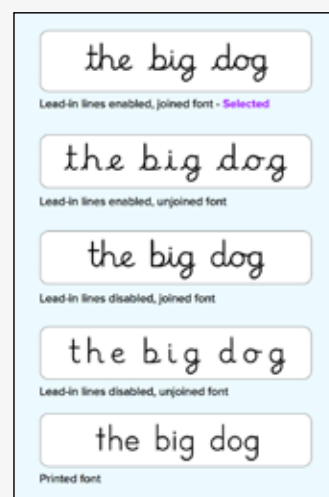 the big dog
Lead-in lines enabled, joined font - Selected
the big dog
Lead-in lines enabled, unjoined font
the big dog
Lead-in lines disabled, joined font
the big dog
Lead-in lines disabled, unjoined font
the big dog
Printed font